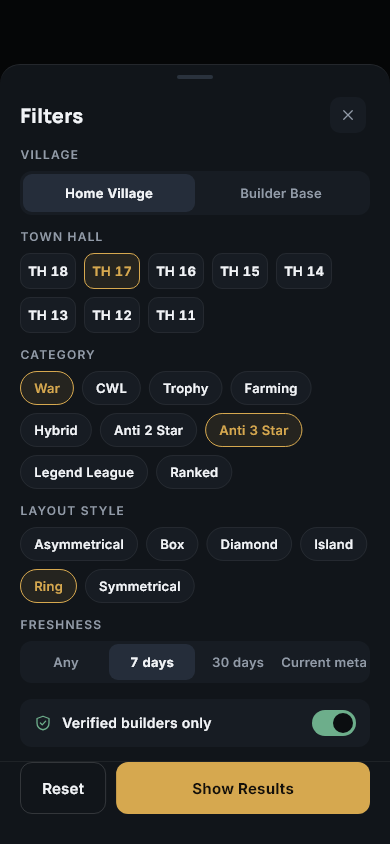 Filters
VILLAGE
Home Village Builder Base
TOWN HALL
TH 18 TH 17 TH 16 TH 15 TH 14
TH 13 TH 12 TH 11
CATEGORY
War CWL Trophy Farming
Hybrid Anti 2 Star Anti 3 Star
Legend League Ranked
LAYOUT STYLE
Asymmetrical Box Diamond Island
Ring Symmetrical
FRESHNESS
Any 7 days 30 days Current meta
Verified builders only
Reset Show Results